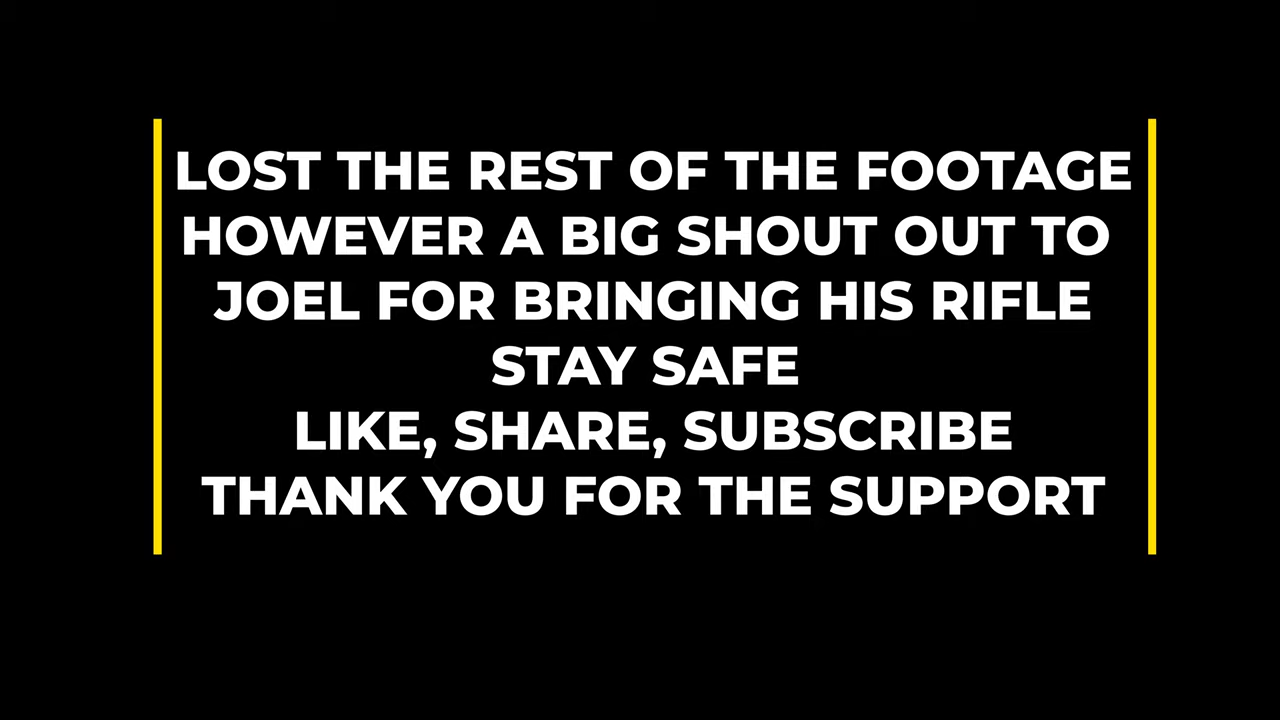 LOST THE REST OF THE FOOTAGE
HOWEVER A BIG SHOUT OUT TO
JOEL FOR BRINGING HIS RIFLE
STAY SAFE
LIKE, SHARE, SUBSCRIBE
THANK YOU FOR THE SUPPORT